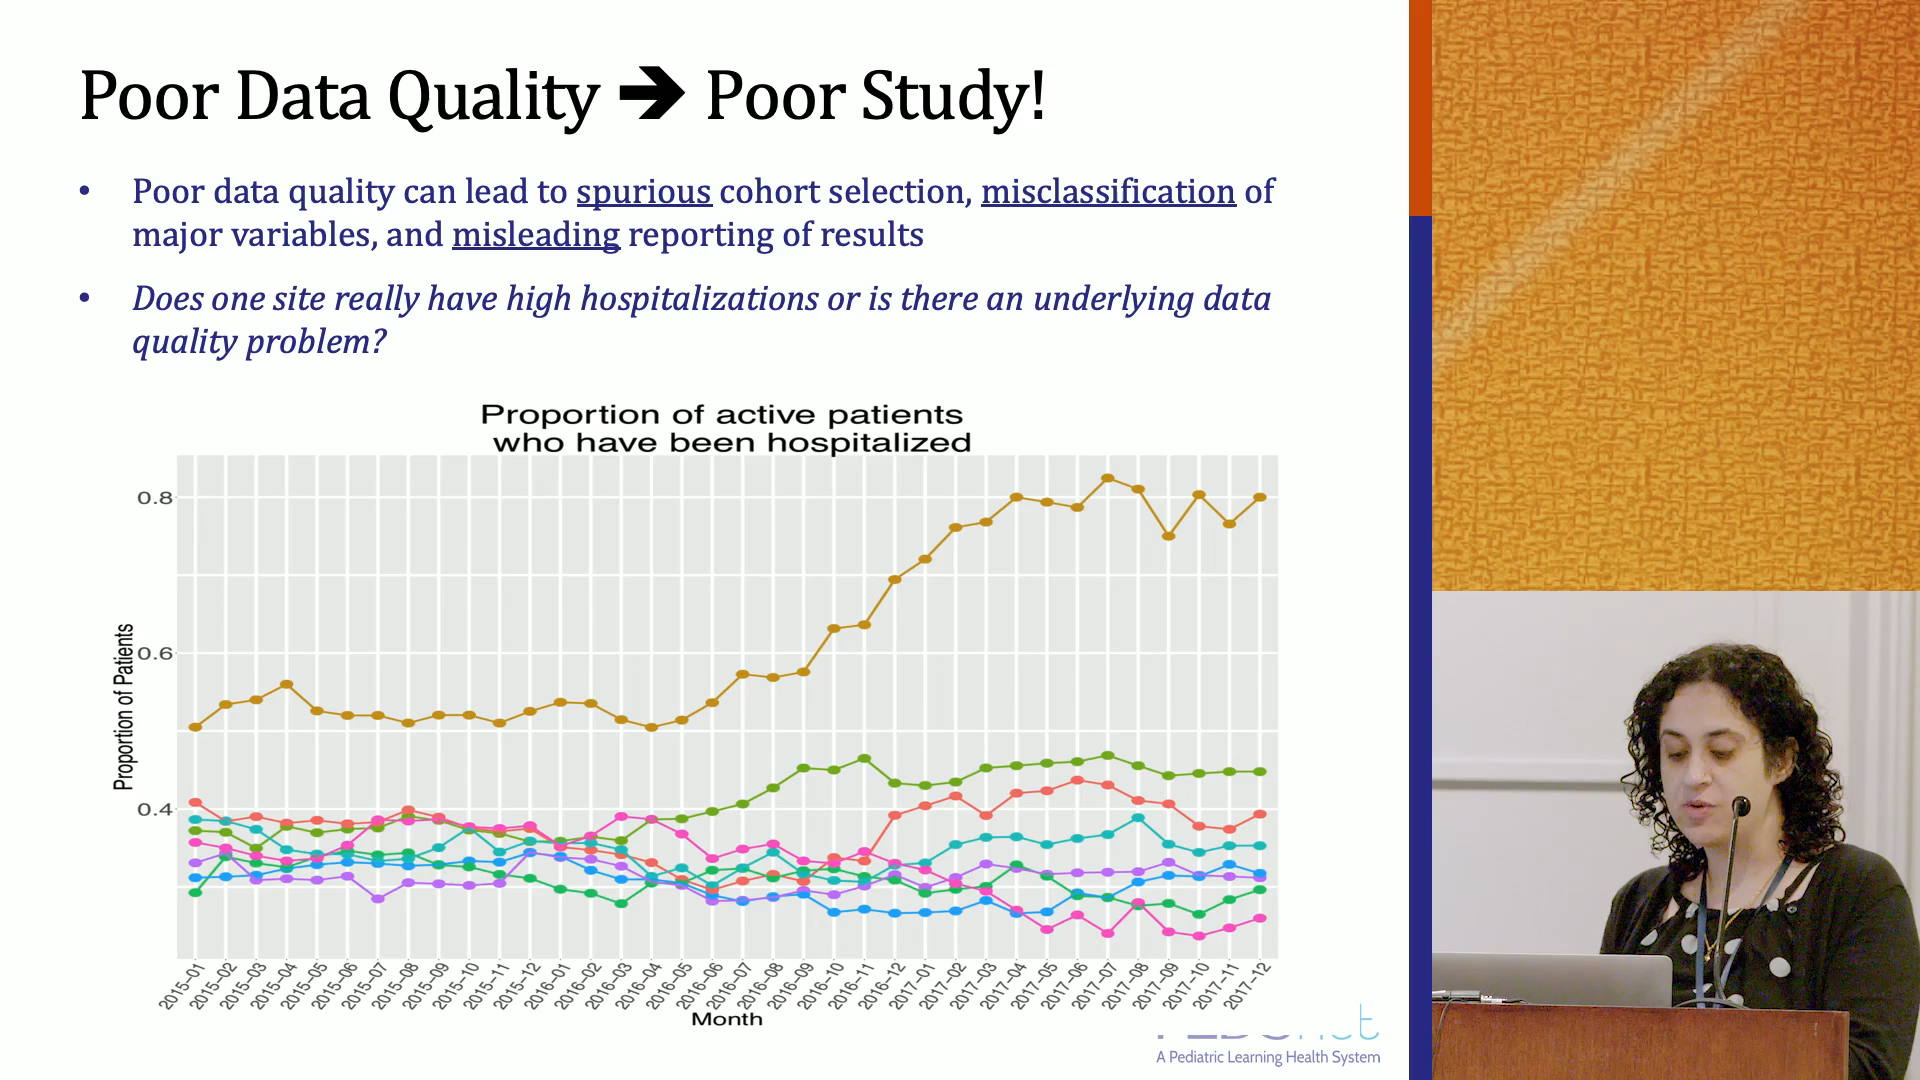 Poor Data Quality → Poor Study!
• Poor data quality can lead to spurious cohort selection, misclassification of
major variables, and misleading reporting of results
• Does one site really have high hospitalizations or is there an underlying data
quality problem?
Proportion of active patients
who have been hospitalized
Proportion of Patients
0.8
0.6
0.4
2015-01 2015-02 2015-03 2015-04 2015-05 2015-06 2015-07 2015-08 2015-09 2015-10 2015-11 2015-12 2016-01 2016-02 2016-03 2016-04 2016-05 2016-06 2016-07 2016-08 2016-09 2016-10 2016-11 2016-12 2017-01 2017-02 2017-03 2017-04 2017-05 2017-06 2017-07 2017-08 2017-09 2017-10 2017-11 2017-12
Month
A Pediatric Learning Health System